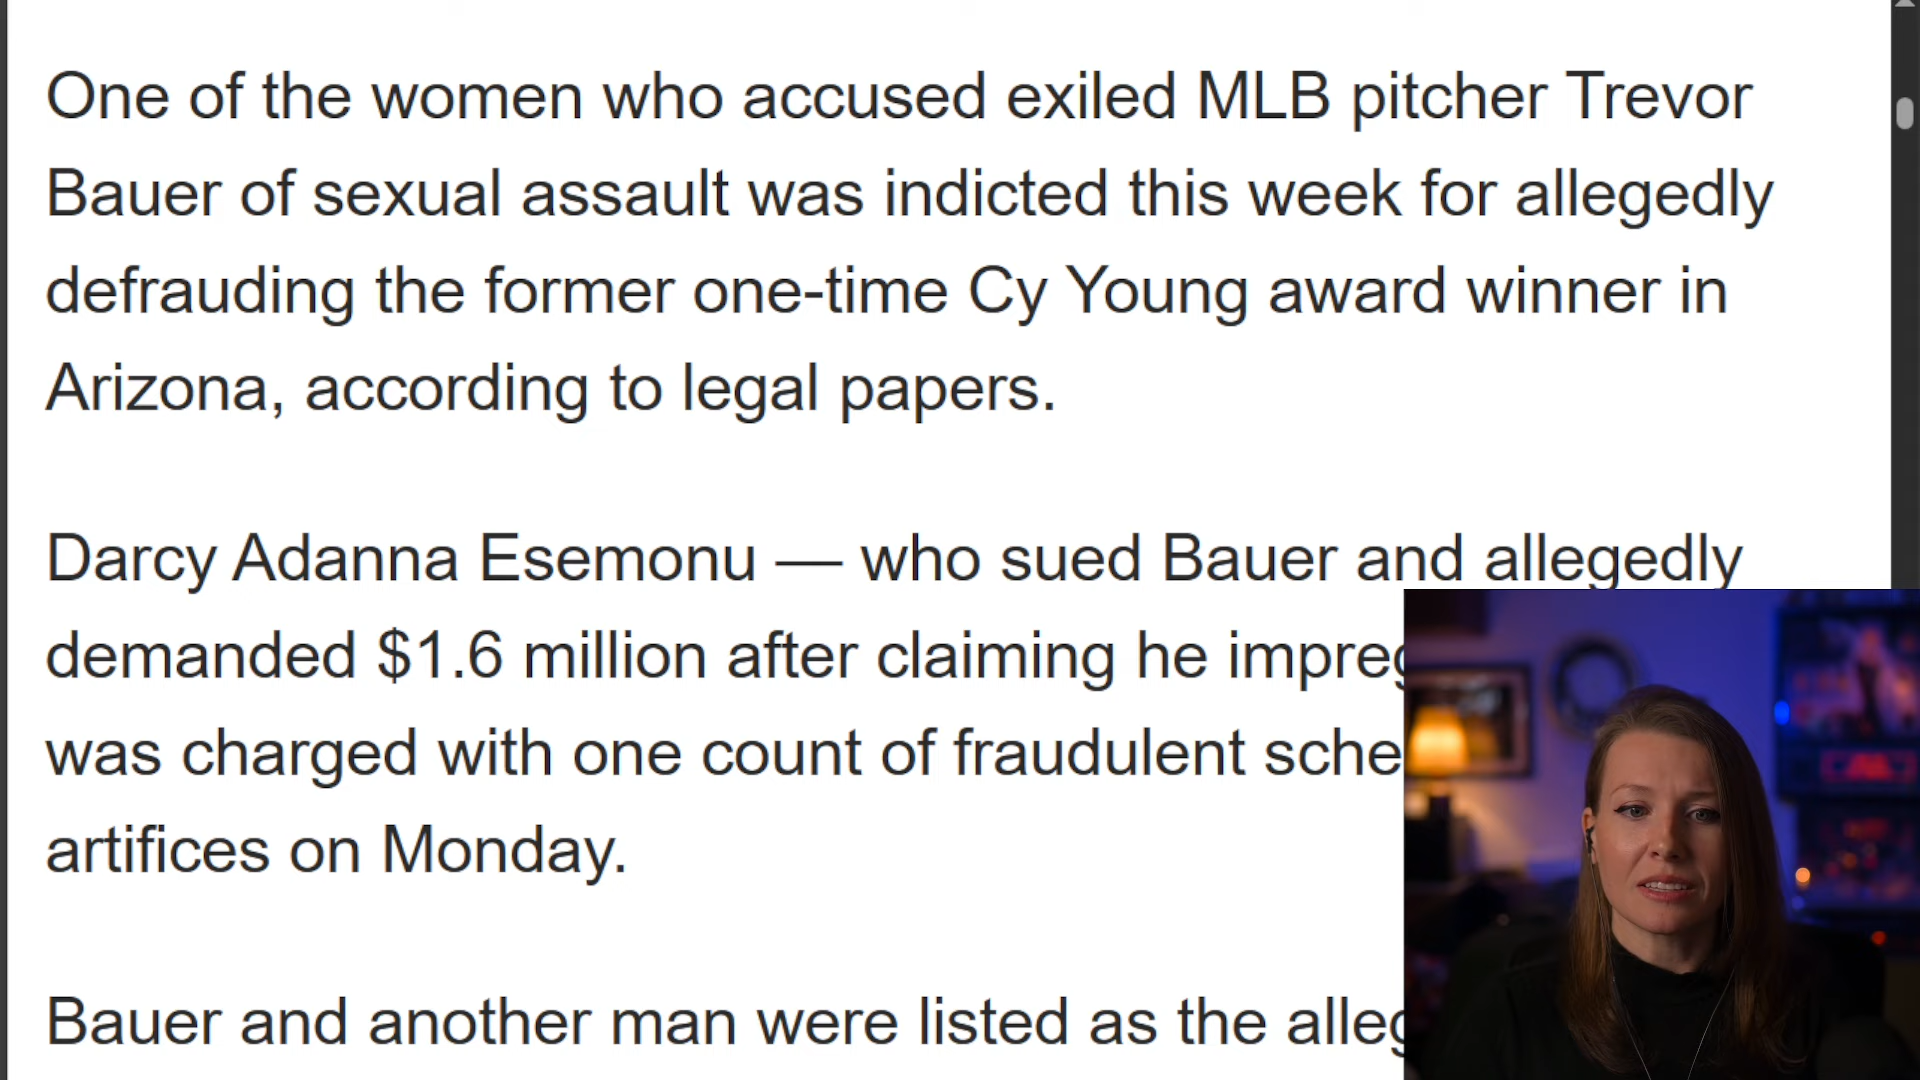 One of the women who accused exiled MLB pitcher Trevor
Bauer of sexual assault was indicted this week for allegedly
defrauding the former one-time Cy Young award winner in
Arizona, according to legal papers.
Darcy Adanna Esemonu — who sued Bauer and allegedly
demanded $1.6 million after claiming he
was charged with one count of fraudulent
artifices on Monday.
Bauer and another man were listed as the